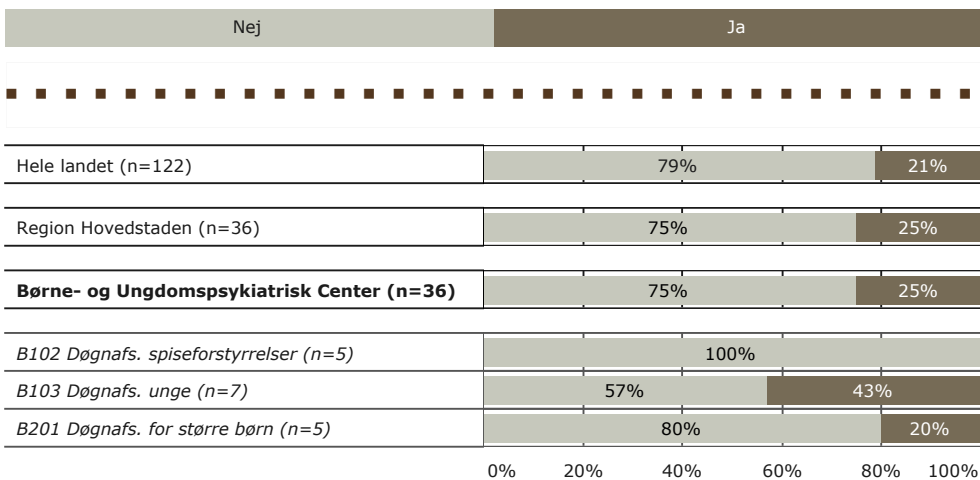 Nej Ja
Hele landet (n=122) 79% 21%
Region Hovedstaden (n=36) 75% 25%
Børne- og Ungdomspsykiatrisk Center (n=36) 75% 25%
B102 Døgnafs. spiseforstyrrelser (n=5) 100%
B103 Døgnafs. unge (n=7) 57% 43%
B201 Døgnafs. for større børn (n=5) 80% 20%
0% 20% 40% 60% 80% 100%